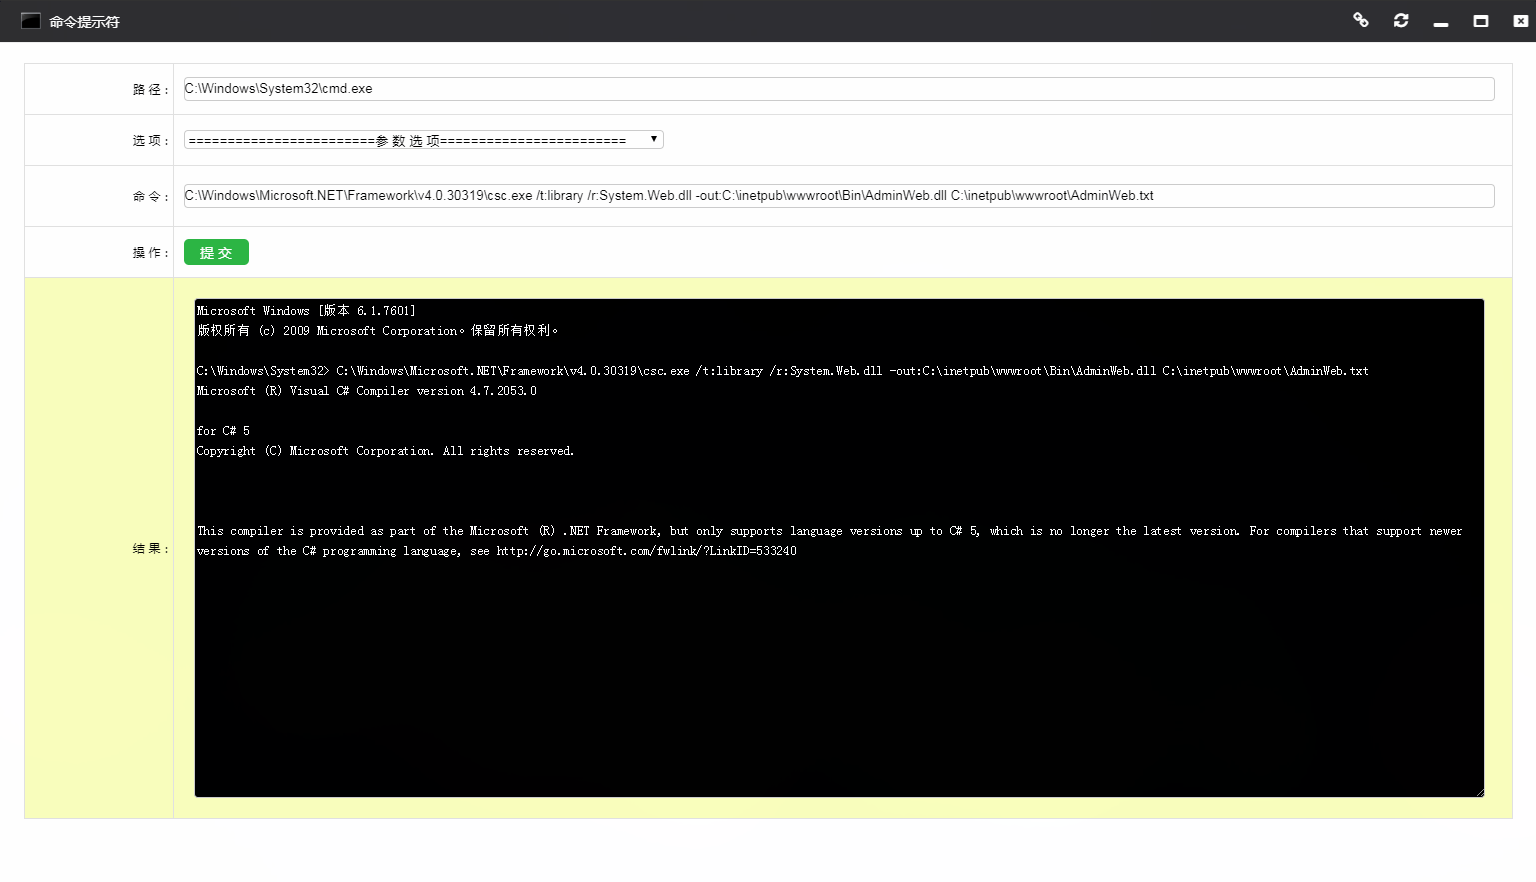 命令提示符
路 径 :
C:\Windows\System32\cmd.exe
选 项 :
========================参 数 选 项========================
命 令 :
C:\Windows\Microsoft.NET\Framework\v4.0.30319\csc.exe /t:library /r:System.Web.dll -out:C:\inetpub\wwwroot\Bin\AdminWeb.dll C:\inetpub\wwwroot\AdminWeb.txt
操 作 :
提 交
Microsoft Windows [版本 6.1.7601]
版权所有 (c) 2009 Microsoft Corporation。保留所有权利。
C:\Windows\System32> C:\Windows\Microsoft.NET\Framework\v4.0.30319\csc.exe /t:library /r:System.Web.dll -out:C:\inetpub\wwwroot\Bin\AdminWeb.dll C:\inetpub\wwwroot\AdminWeb.txt
Microsoft (R) Visual C# Compiler version 4.7.2053.0
for C# 5
Copyright (C) Microsoft Corporation. All rights reserved.
This compiler is provided as part of the Microsoft (R) .NET Framework, but only supports language versions up to C# 5, which is no longer the latest version. For compilers that support newer
versions of the C# programming language, see http://go.microsoft.com/fwlink/?LinkID=533240
结 果 :